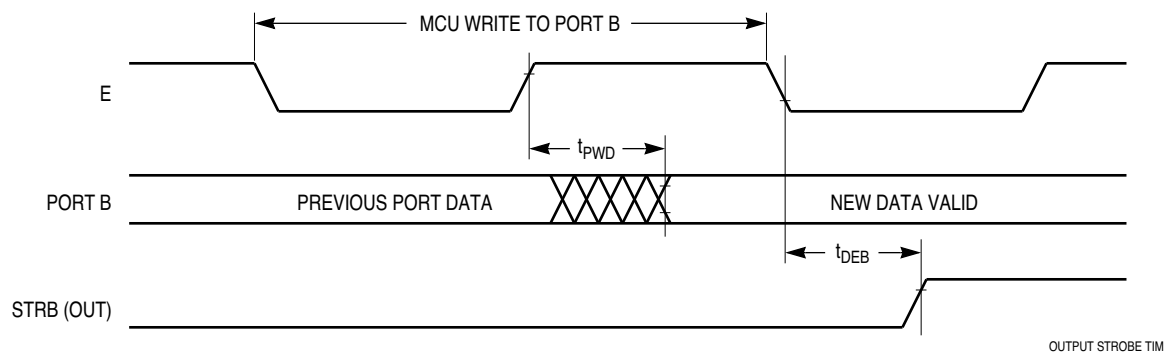 MCU WRITE TO PORT B
E
tPWD
PORT B
PREVIOUS PORT DATA
NEW DATA VALID
tDEB
STRB (OUT)
OUTPUT STROBE TIM